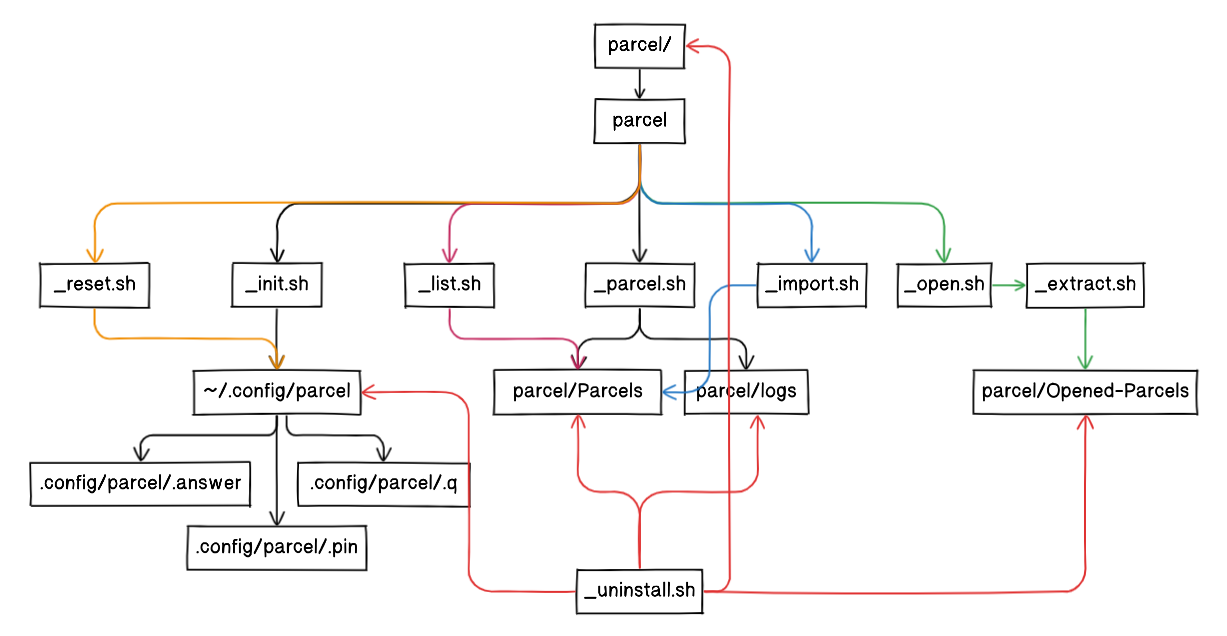 parcel/
parcel
_reset.sh
_init.sh
_list.sh
_parcel.sh
_import.sh
_open.sh
_extract.sh
~/.config/parcel
parcel/Parcels
parcel/logs
parcel/Opened-Parcels
.config/parcel/.answer
.config/parcel/.q
.config/parcel/.pin
_uninstall.sh